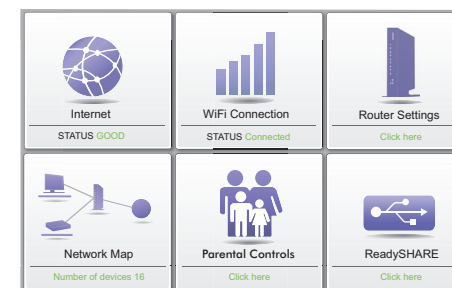 Internet
STATUS GOOD
WiFi Connection
STATUS Connected
Router Settings
Click here
Network Map
Number of devices 16
Parental Controls
Click here
ReadySHARE
Click here